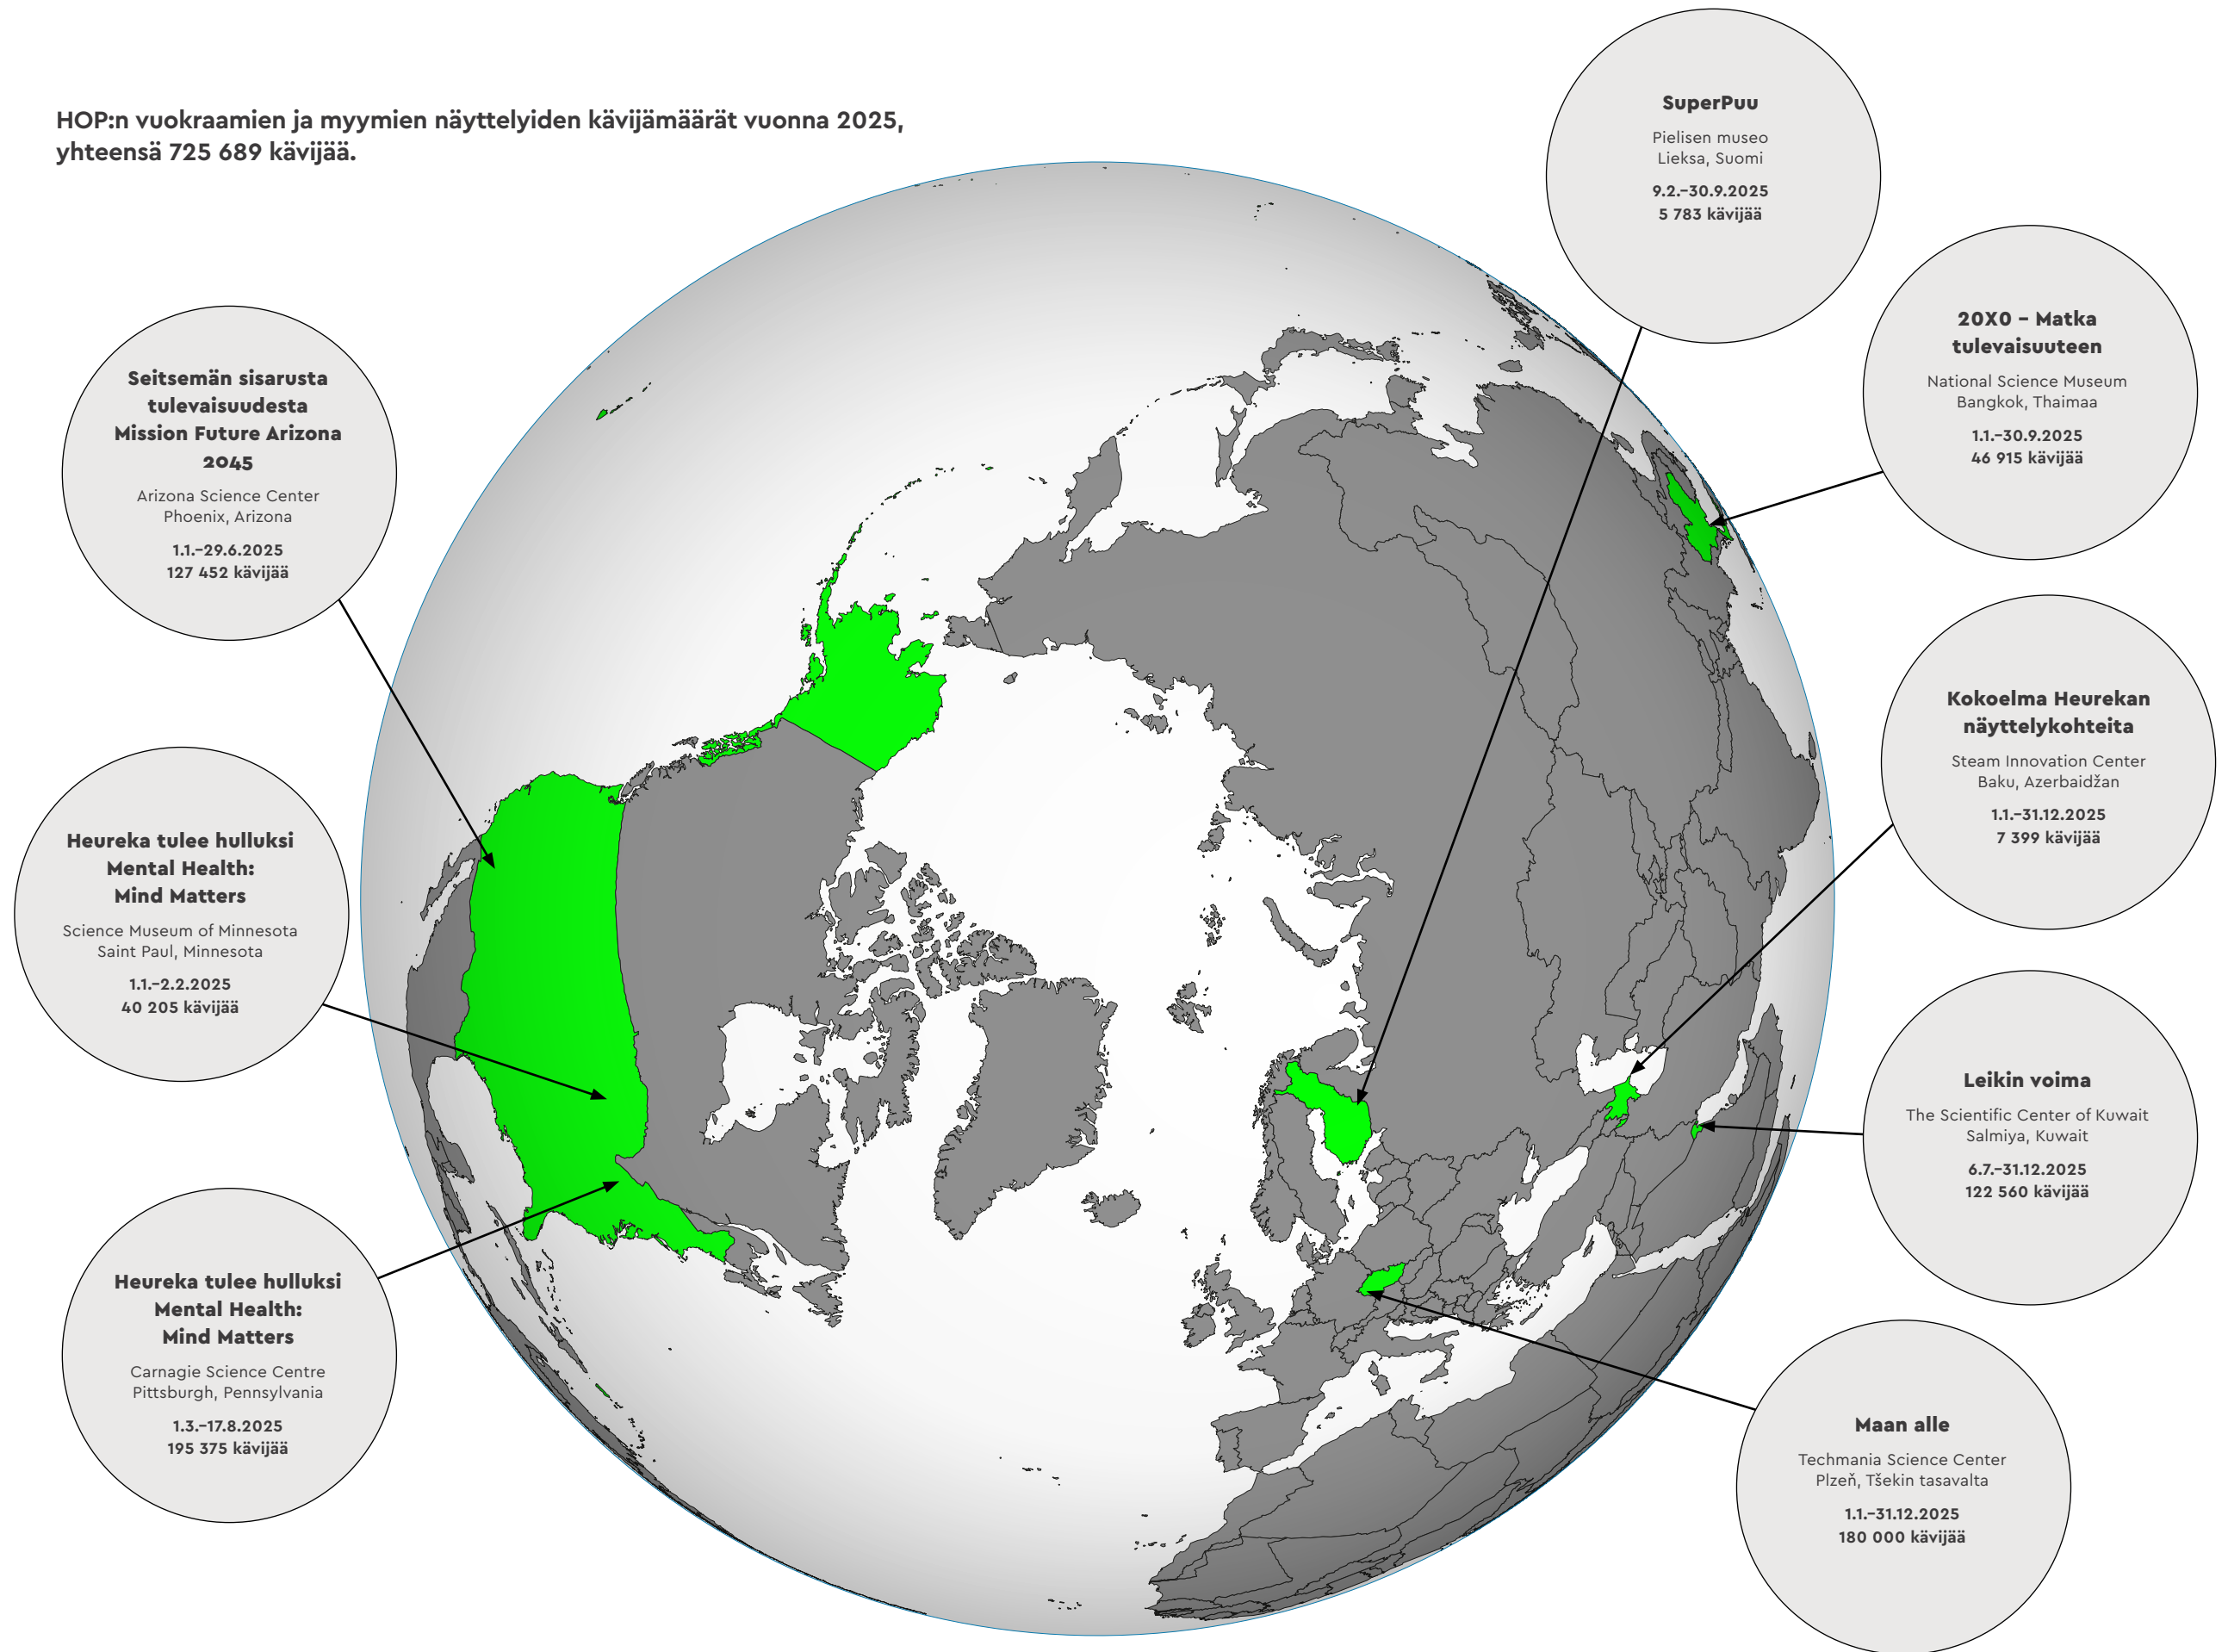 HOP:n vuokraamien ja myymien näyttelyiden kävijämäärät vuonna 2025,
yhteensä 725 689 kävijää.
SuperPuu
Pielisen museo
Lieksa, Suomi
9.2.–30.9.2025
5 783 kävijää
20X0 – Matka
tulevaisuuteen
National Science Museum
Bangkok, Thaimaa
1.1.–30.9.2025
46 915 kävijää
Seitsemän sisarusta
tulevaisuudesta
Mission Future Arizona
2045
Arizona Science Center
Phoenix, Arizona
1.1.–29.6.2025
127 452 kävijää
Kokoelma Heurekan
näyttelykohteita
Steam Innovation Center
Baku, Azerbaidžan
1.1.–31.12.2025
7 399 kävijää
Heureka tulee hulluksi
Mental Health:
Mind Matters
Science Museum of Minnesota
Saint Paul, Minnesota
1.1.–2.2.2025
40 205 kävijää
Leikin voima
The Scientific Center of Kuwait
Salmiya, Kuwait
6.7.–31.12.2025
122 560 kävijää
Heureka tulee hulluksi
Mental Health:
Mind Matters
Carnagie Science Centre
Pittsburgh, Pennsylvania
1.3.–17.8.2025
195 375 kävijää
Maan alle
Techmania Science Center
Plzeň, Tšekin tasavalta
1.1.–31.12.2025
180 000 kävijää